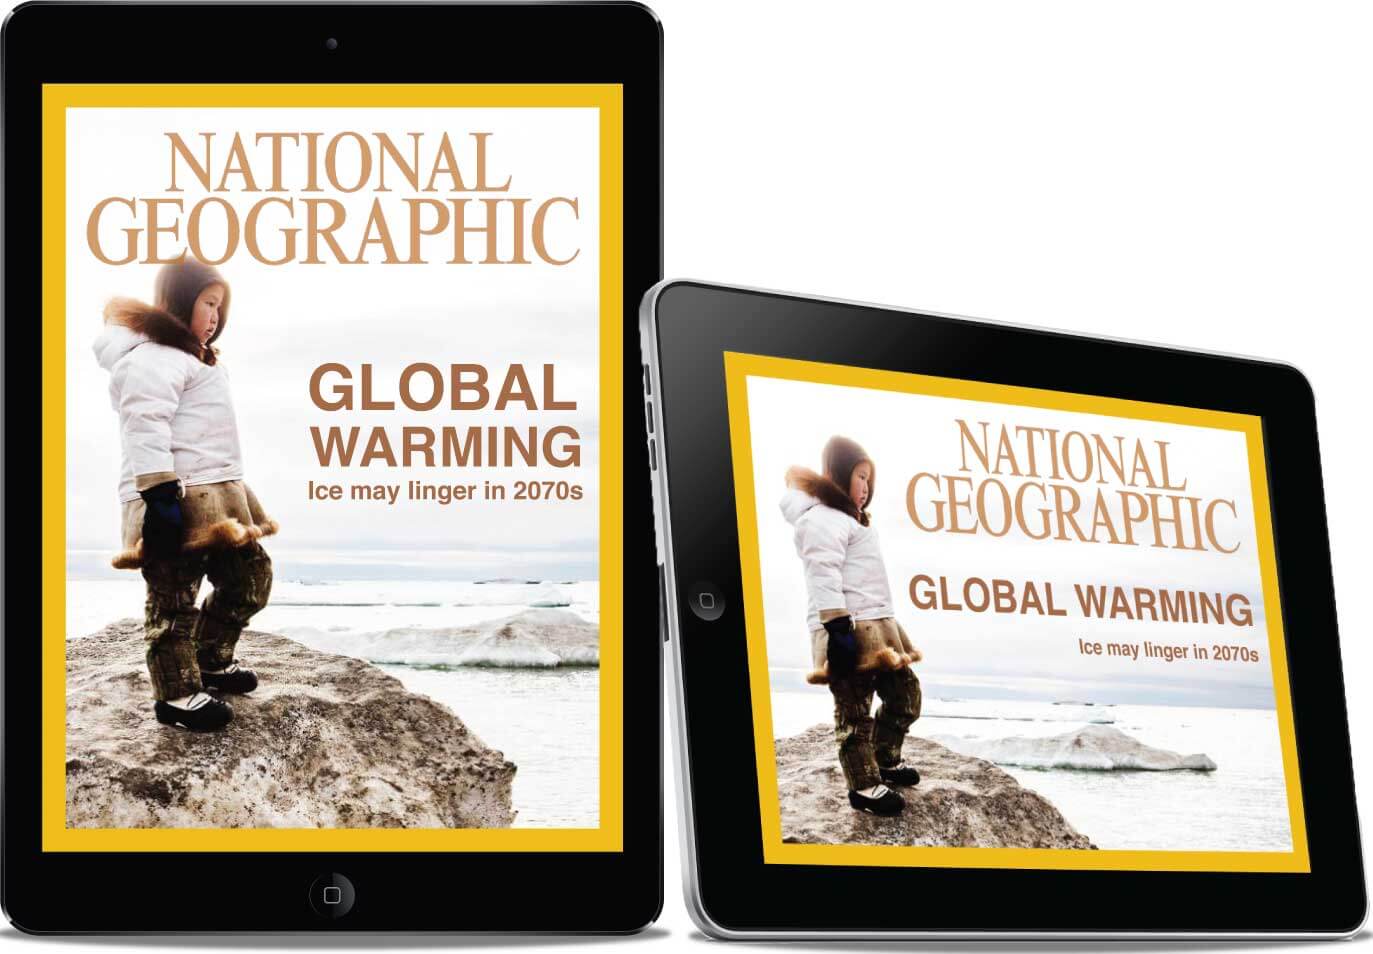 NATIONAL
GEOGRAPHIC
GLOBAL
WARMING
Ice may linger in 2070s
NATIONAL
GEOGRAPHIC
GLOBAL WARMING
Ice may linger in 2070s